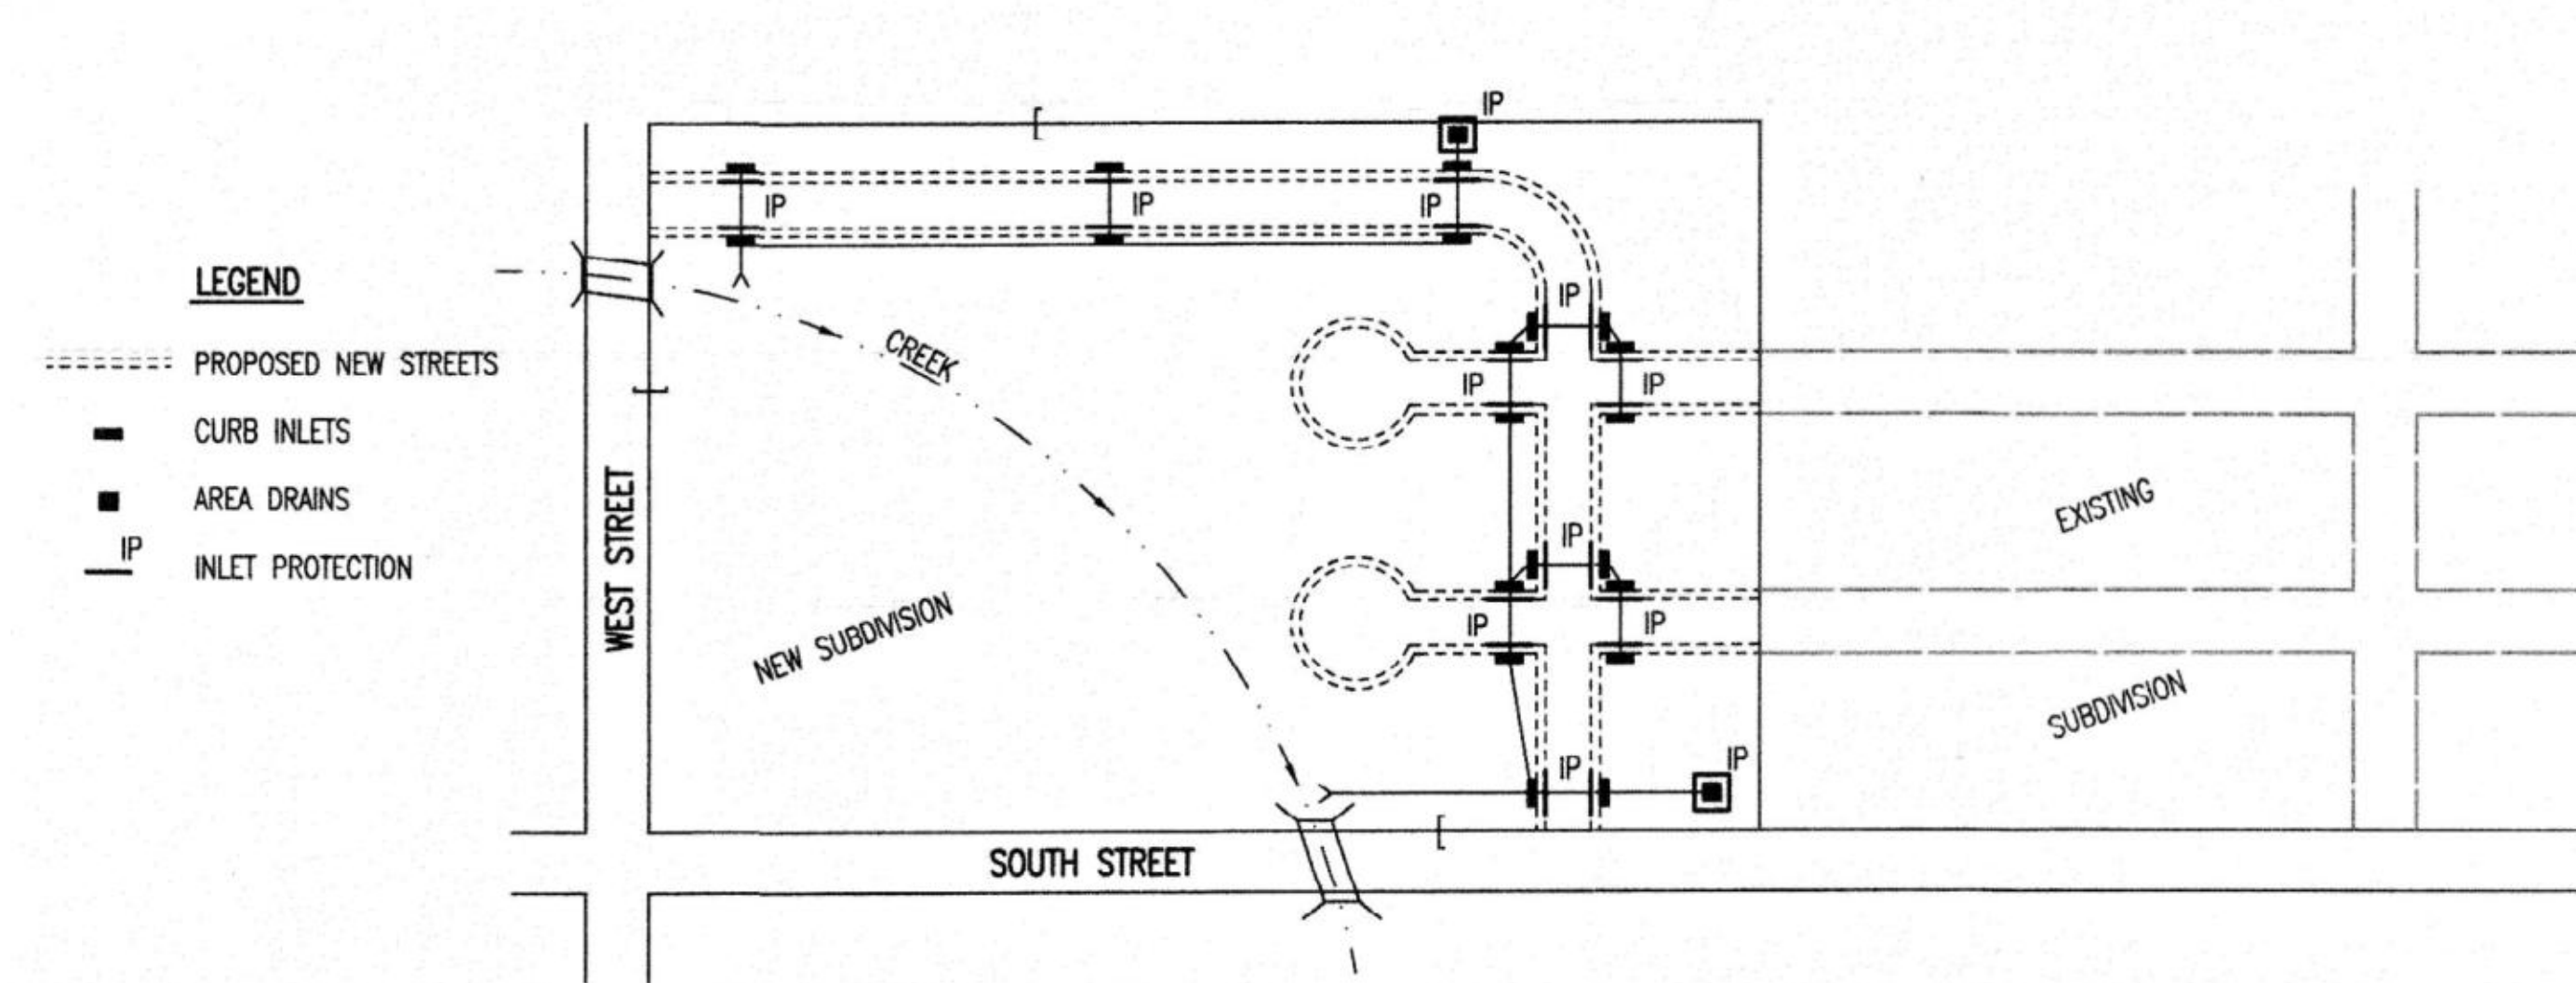 LEGEND
PROPOSED NEW STREETS
CURB INLETS
AREA DRAINS
IP
INLET PROTECTION
WEST STREET
NEW SUBDIVISION
CREEK
SOUTH STREET
IP
IP
IP
IP
IP
IP
IP
IP
IP
IP
IP
IP
EXISTING
SUBDIVISION